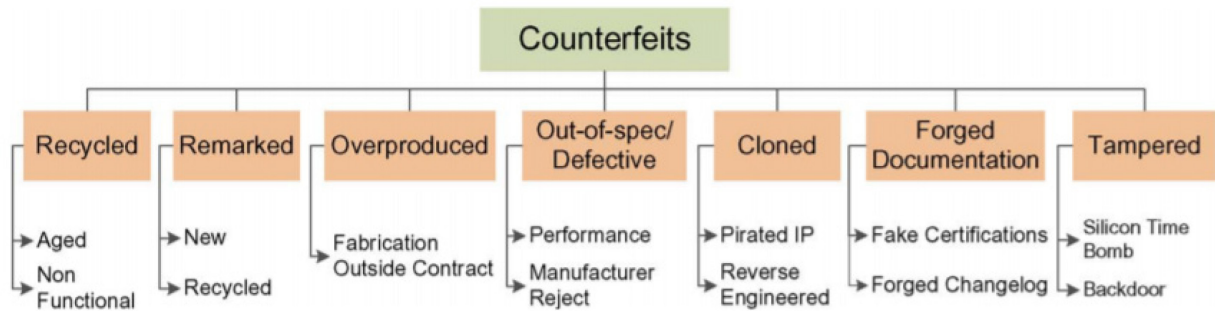 Counterfeits
Recycled
Remarked
Overproduced
Out-of-spec/
Defective
Cloned
Forged
Documentation
Tampered
Aged
Non
Functional
New
Recycled
Fabrication
Outside Contract
Performance
Manufacturer
Reject
Pirated IP
Reverse
Engineered
Fake Certifications
Forged Changelog
Silicon Time
Bomb
Backdoor